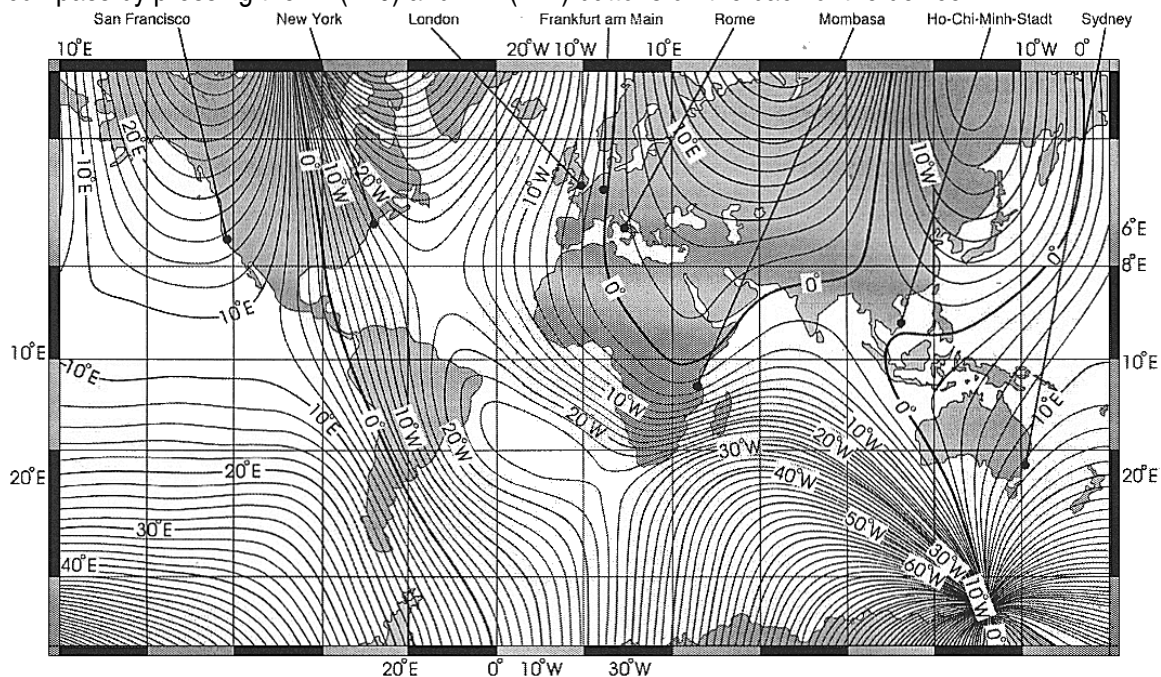 San Francisco New York London Frankfurt am Main Rome Mombasa Ho-Chi-Minh-Stadt Sydney
10°E 20°W 10°W 10°E 10°W 0°
20°E 0° 10°W 20°W 10°W 10°E 10°W
10°E
6°E
0°
8°E
10°E 0° 0°
10°E 10°E
10°E 10°E 0° 10°W 20°W 10°W 20°W 0° 10°E
10°W
20°W
30°W
20°E 20°E 40°W 20°E
30°E 50°W
40°E 30°W
60°W 10°W
0°
20°E 0° 10°W 30°W